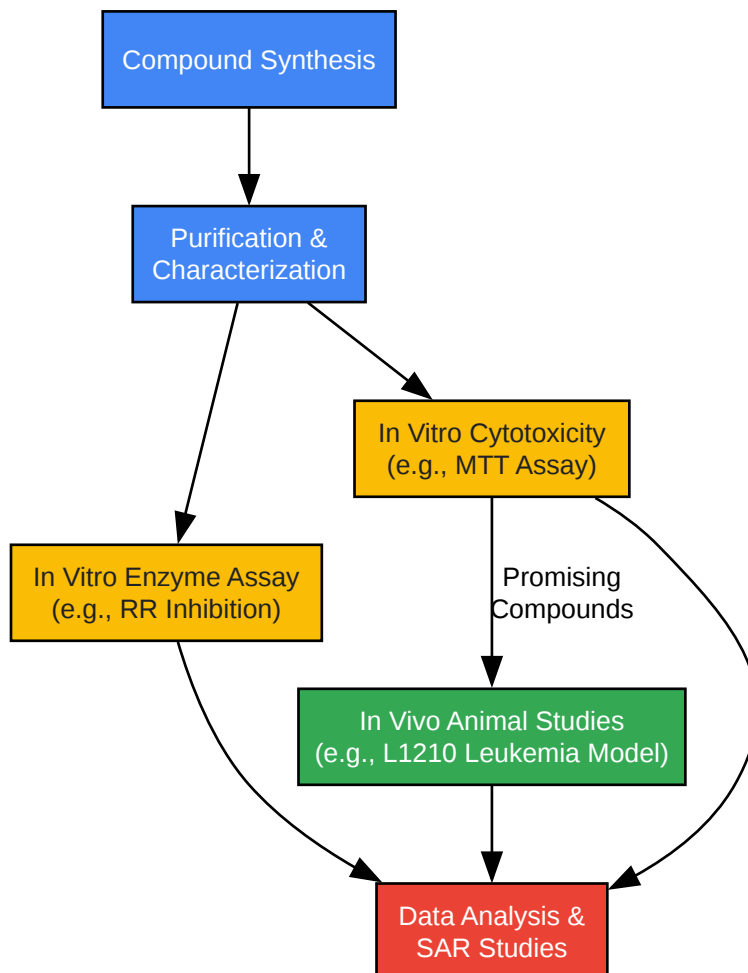 Compound Synthesis
Purification &
Characterization
In Vitro Cytotoxicity
(e.g., MTT Assay)
In Vitro Enzyme Assay
(e.g., RR Inhibition)
Promising
Compounds
In Vivo Animal Studies
(e.g., L1210 Leukemia Model)
Data Analysis &
SAR Studies